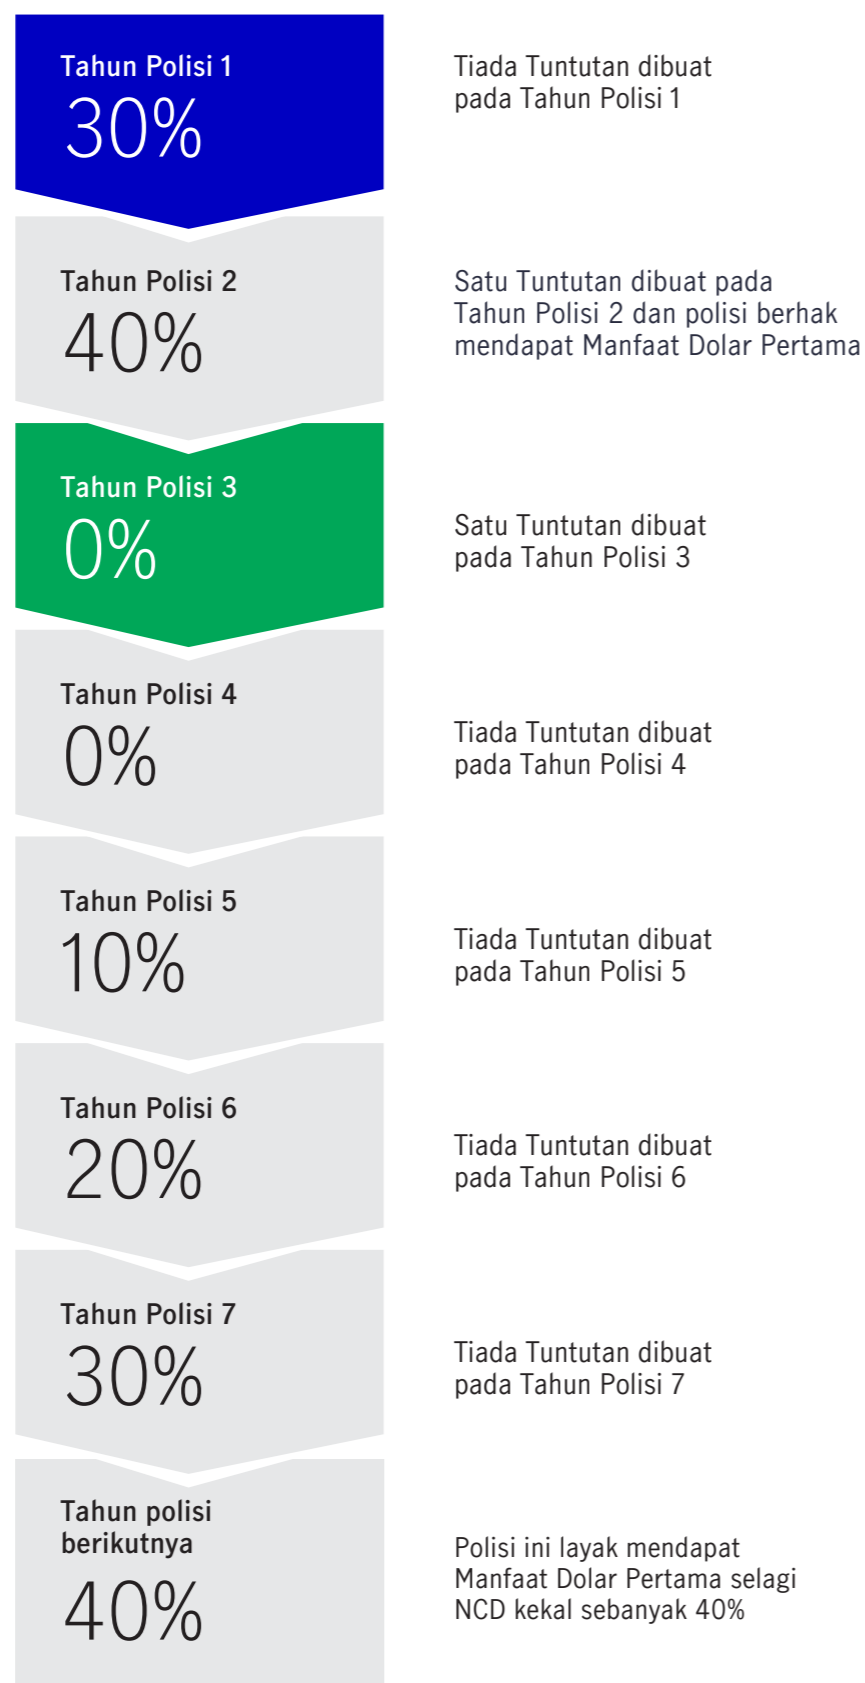 Tahun Polisi 1
30%
Tiada Tuntutan dibuat
pada Tahun Polisi 1
Tahun Polisi 2
40%
Satu Tuntutan dibuat pada
Tahun Polisi 2 dan polisi berhak
mendapat Manfaat Dolar Pertama
Tahun Polisi 3
0%
Satu Tuntutan dibuat
pada Tahun Polisi 3
Tahun Polisi 4
0%
Tiada Tuntutan dibuat
pada Tahun Polisi 4
Tahun Polisi 5
10%
Tiada Tuntutan dibuat
pada Tahun Polisi 5
Tahun Polisi 6
20%
Tiada Tuntutan dibuat
pada Tahun Polisi 6
Tahun Polisi 7
30%
Tiada Tuntutan dibuat
pada Tahun Polisi 7
Tahun polisi
berikutnya
40%
Polisi ini layak mendapat
Manfaat Dolar Pertama selagi
NCD kekal sebanyak 40%